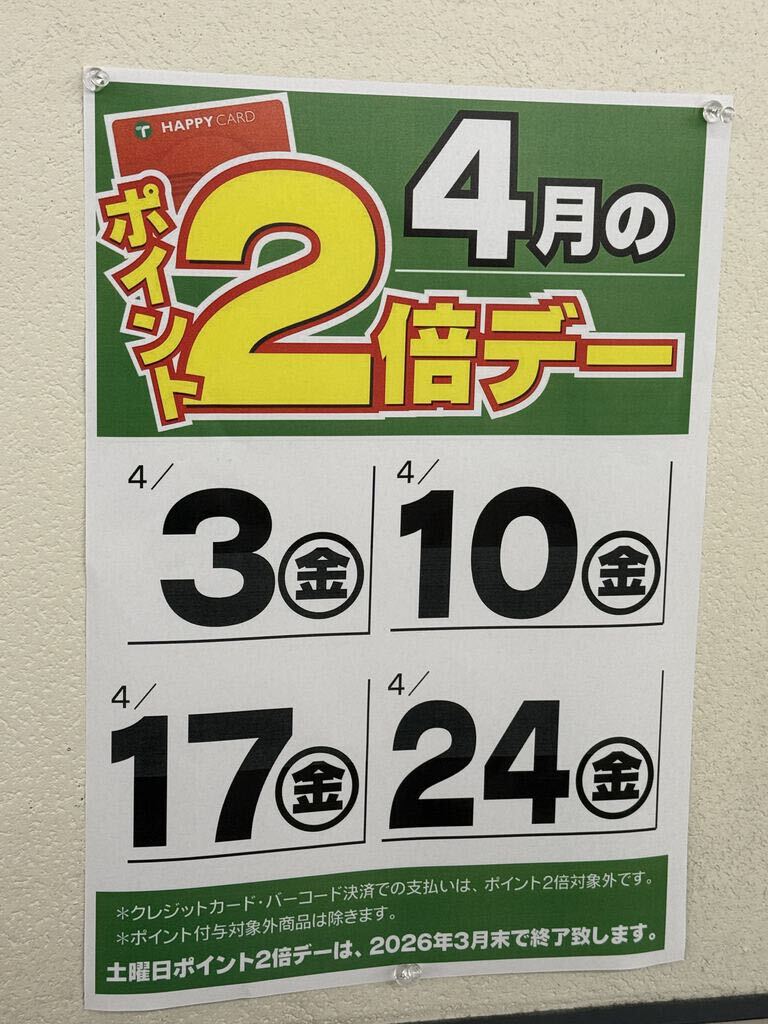 HAPPY CARD
4月の
ポイント2倍デー
4/3㊎
4/10㊎
4/17㊎
4/24㊎
*クレジットカード・バーコード決済での支払いは、ポイント2倍対象外です。
*ポイント付与対象外商品は除きます。
土曜日ポイント2倍デーは、2026年3月末で終了致します。